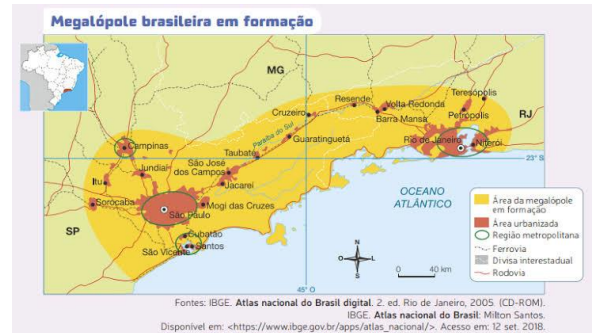 Megalópole brasileira em formação
MG
Teresópolis
Resende
Volta Redonda
Cruzeiro
Petrópolis
RJ
Barra Mansa
Paraíba do Sul
Guaratinguetá
Rio de Janeiro
Niterói
Campinas
Taubaté
23° S
Jundiaí
São José
dos Campos
Itu
Jacareí
OCEANO
ATLÂNTICO
Sorocaba
Mogi das Cruzes
São Paulo
SP
Cubatão
São Vicente
Santos
N
O
L
S
0 40 km
45° O
Área da megalópole
em formação
Área urbanizada
Região metropolitana
Ferrovia
Divisa interestadual
Rodovia
Fontes: IBGE. Atlas nacional do Brasil digital. 2. ed. Rio de Janeiro, 2005. (CD-ROM).
IBGE. Atlas nacional do Brasil: Milton Santos.
Disponível em: <https://www.ibge.gov.br/apps/atlas_nacional/>. Acesso em: 12 set. 2018.